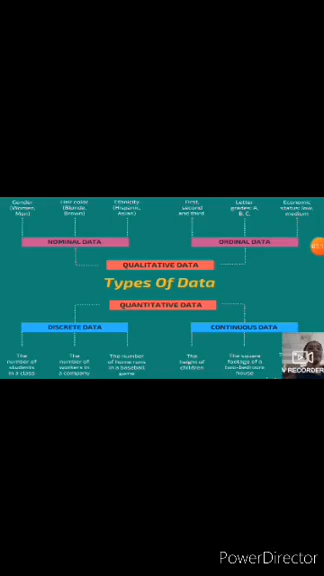 Gender
(Women,
Man)
Hair color
(Blonde,
Brown)
Ethnicity
(Hispanic,
Asian)
First,
second
and third
Letter
grades: A,
B, C,
Economic
status: low,
medium
NOMINAL DATA
ORDINAL DATA
QUALITATIVE DATA
Types Of Data
QUANTITATIVE DATA
DISCRETE DATA
CONTINUOUS DATA
The
number of
students
in a class
The
number of
workers in
a company
The number
of home runs
in a baseball
game
The
height of
children
The square
footage of a
two-bedroom
house
V RECORDER
PowerDirector